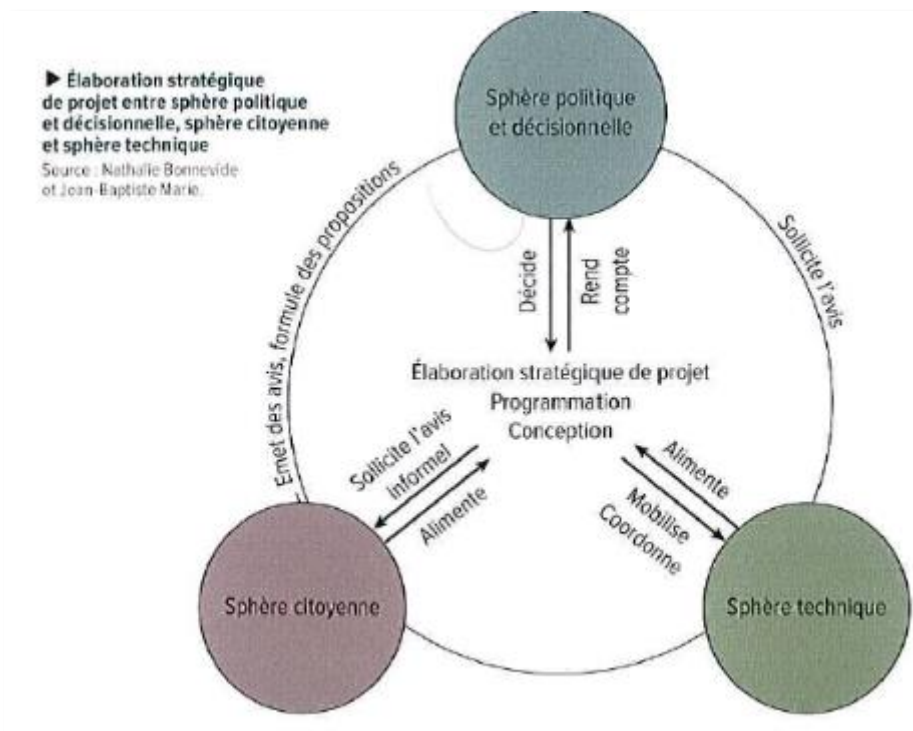 ▶ Élaboration stratégique
de projet entre sphère politique
et décisionnelle, sphère citoyenne
et sphère technique
Source : Nathalie Bonnevide
et Jean-Baptiste Marie.
Sphère politique
et décisionnelle
Emet des avis, formule des propositions
Sollicite l'avis
Décide
Rend
compte
Élaboration stratégique de projet
Programmation
Conception
Sollicite l'avis
informel
Alimente
Alimente
Mobilise
Coordonne
Sphère citoyenne
Sphère technique